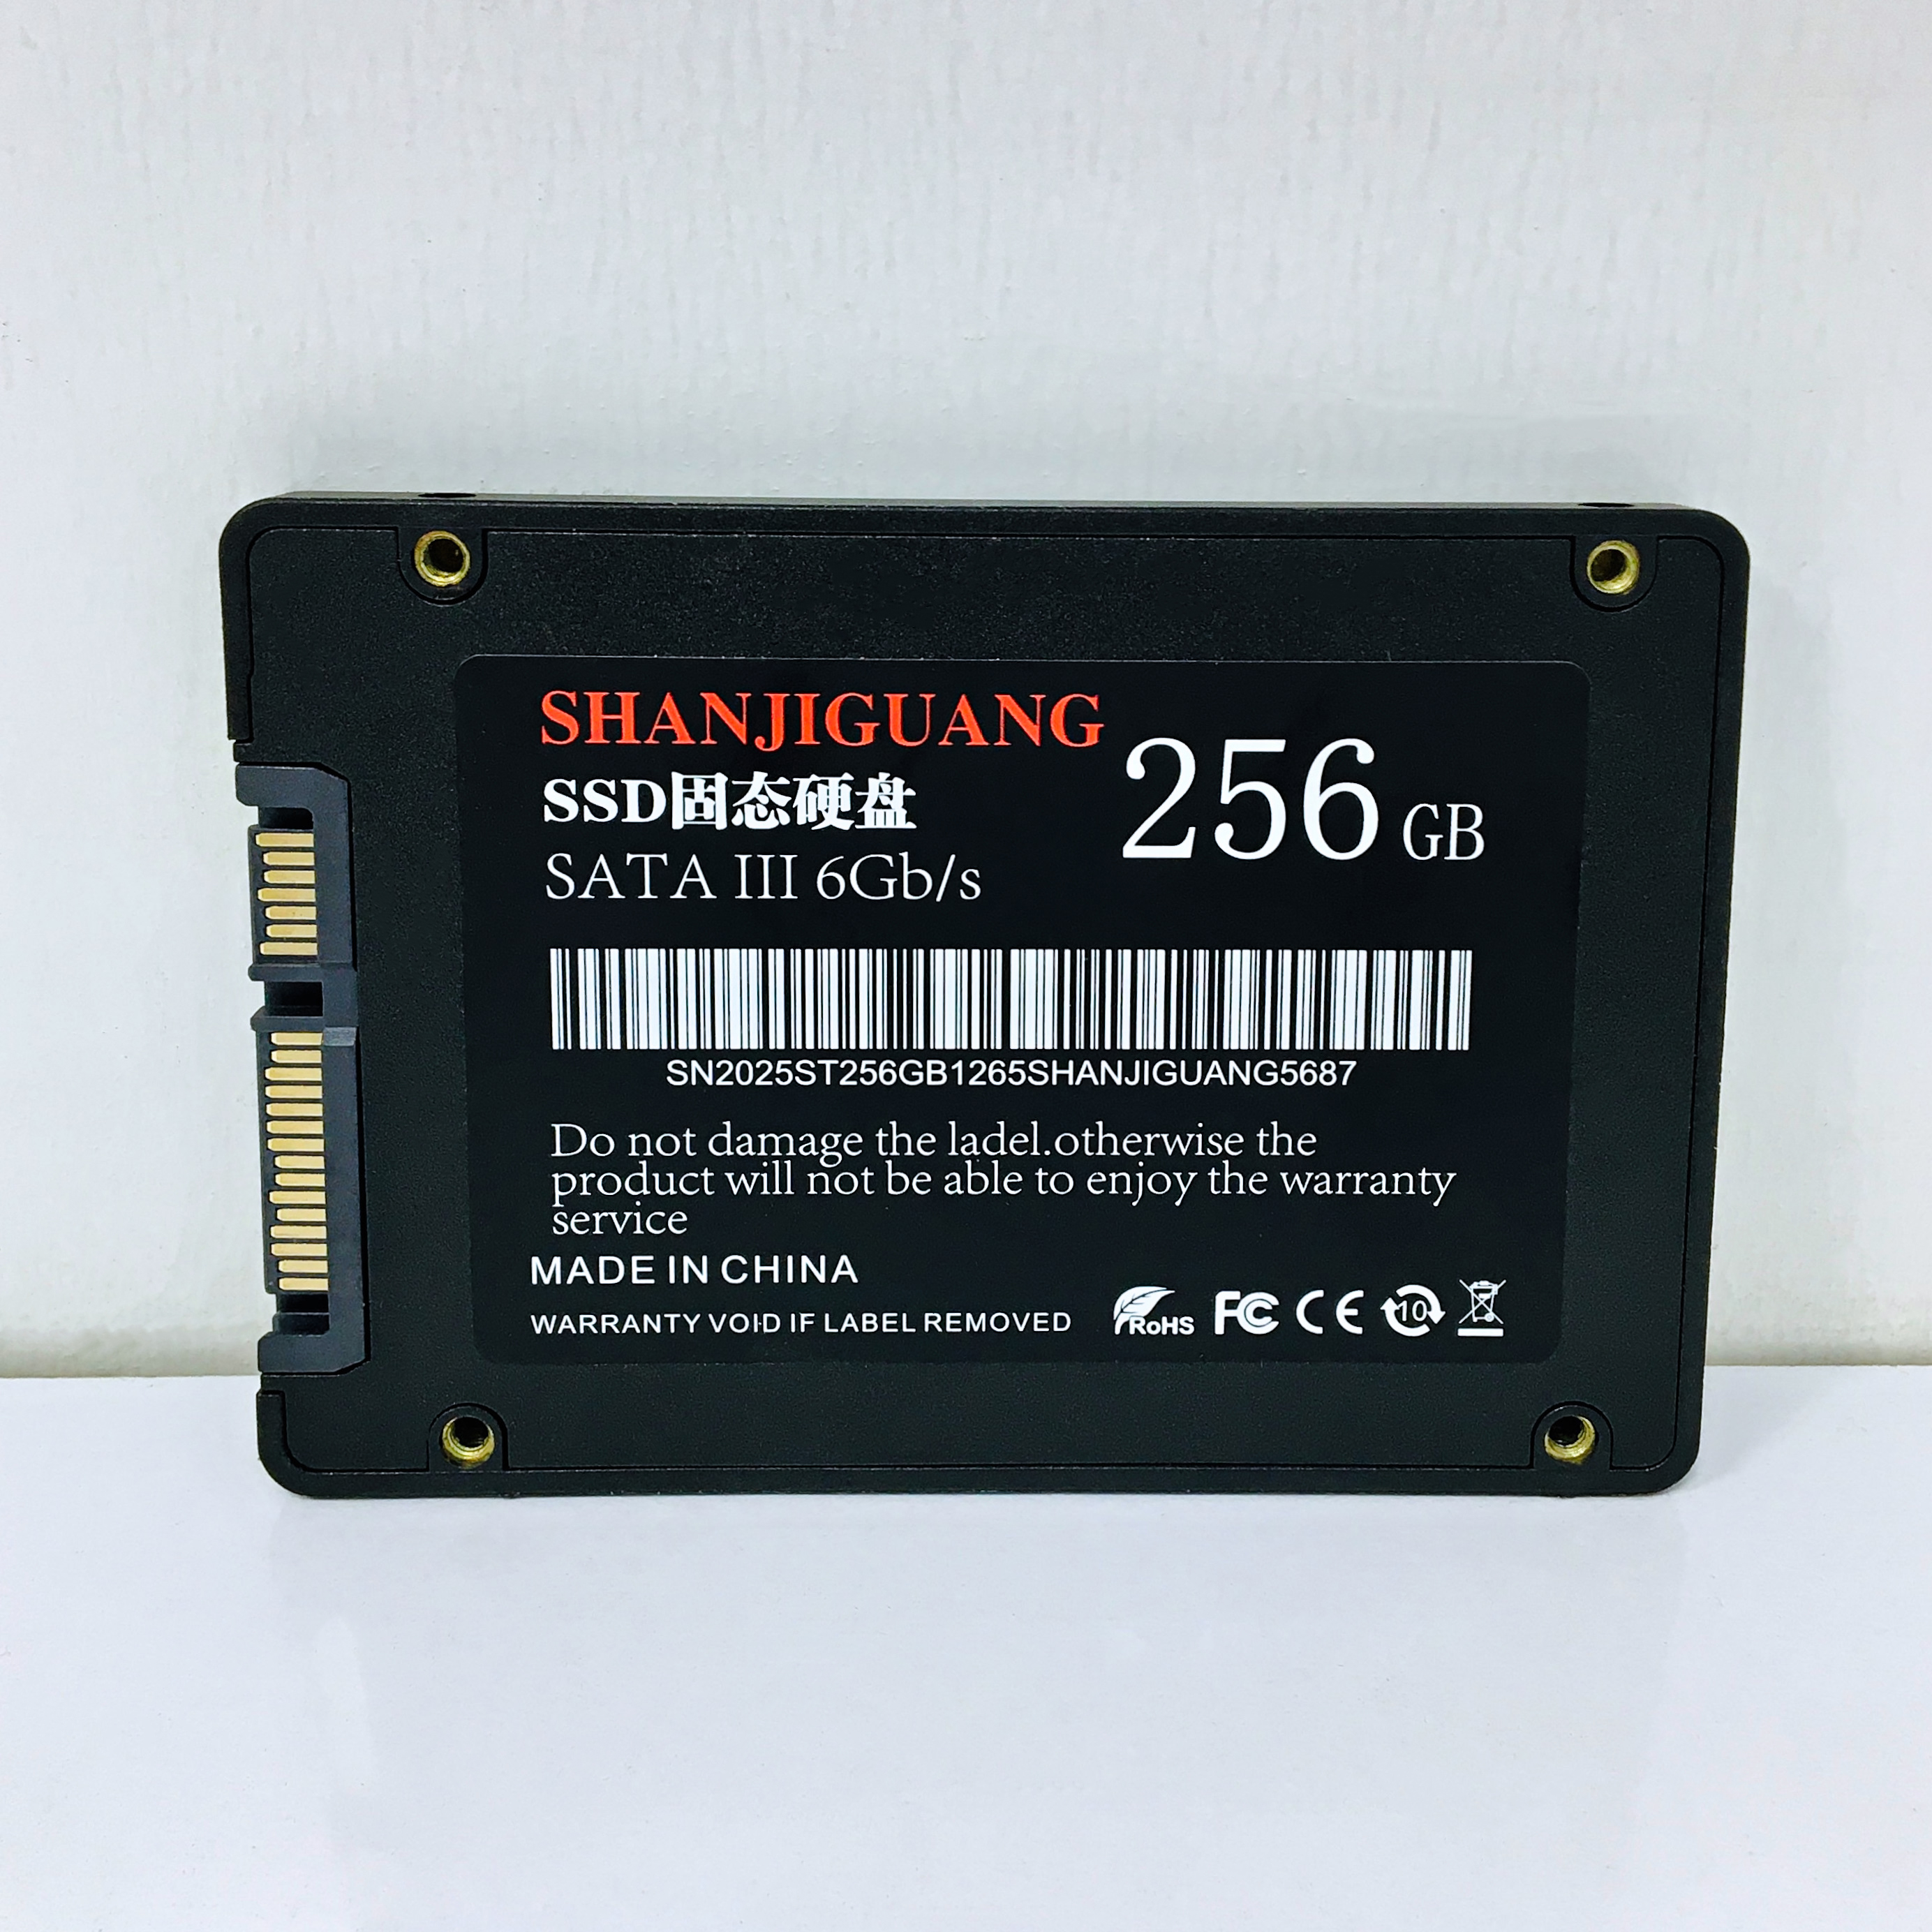 SHANJIGUANG
256 GB
SSD固态硬盘
SATA III 6Gb/s
SN2025ST256GB1265SHANJIGUANG5687
Do not damage the ladel.otherwise the
product will not be able to enjoy the warranty
service
MADE IN CHINA
WARRANTY VOID IF LABEL REMOVED
RoHS FC CE 10